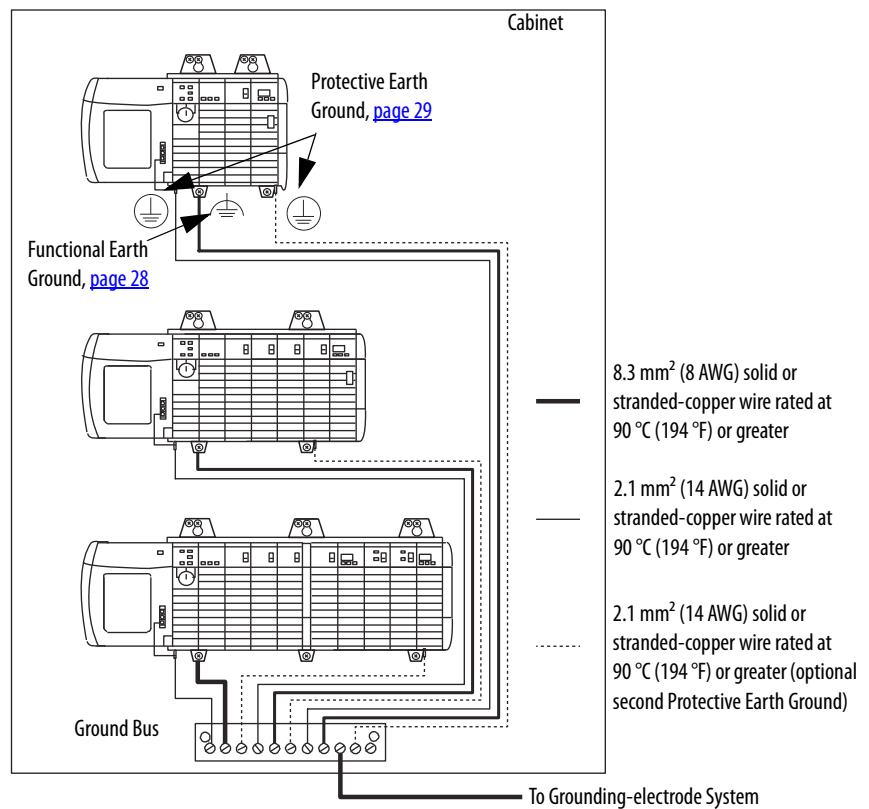 Cabinet
Protective Earth
Ground, page 29
Functional Earth
Ground, page 28
8.3 mm² (8 AWG) solid or
stranded-copper wire rated at
90 °C (194 °F) or greater
2.1 mm² (14 AWG) solid or
stranded-copper wire rated at
90 °C (194 °F) or greater
2.1 mm² (14 AWG) solid or
stranded-copper wire rated at
90 °C (194 °F) or greater (optional
second Protective Earth Ground)
Ground Bus
To Grounding-electrode System